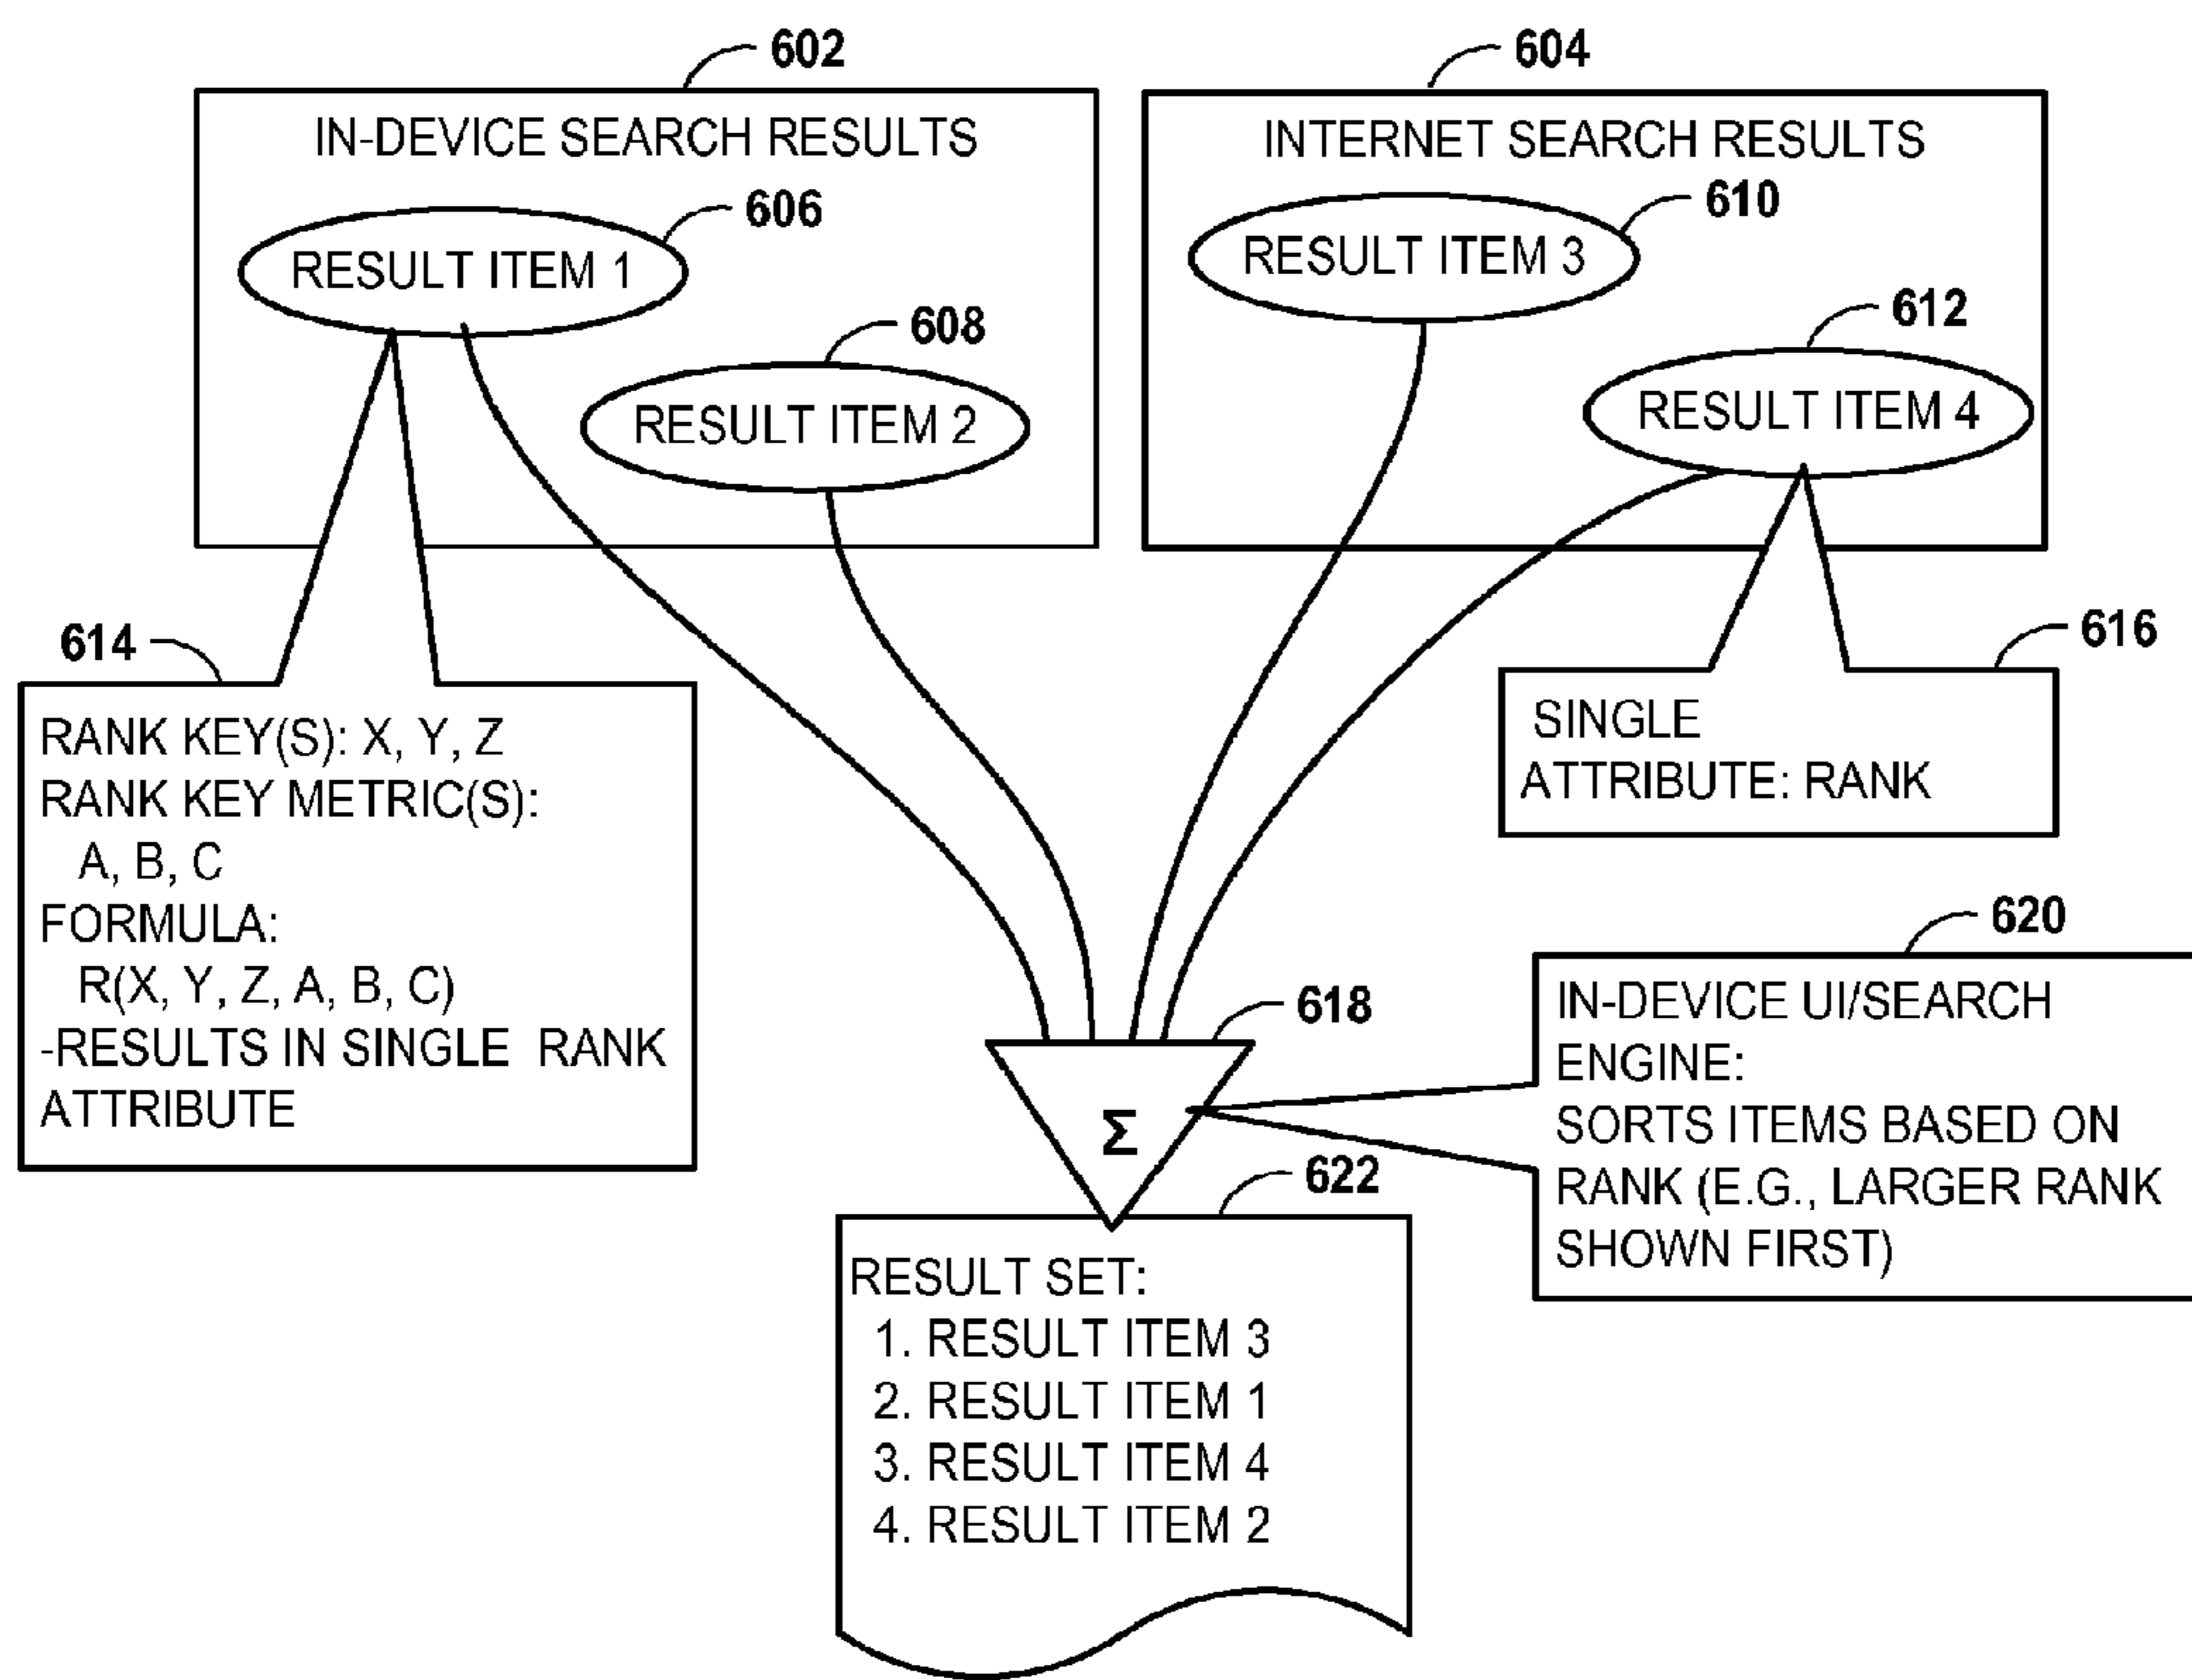 602
604
IN-DEVICE SEARCH RESULTS
INTERNET SEARCH RESULTS
606
610
RESULT ITEM 1
RESULT ITEM 3
608
612
RESULT ITEM 2
RESULT ITEM 4
614
616
RANK KEY(S): X, Y, Z
RANK KEY METRIC(S):
A, B, C
FORMULA:
R(X, Y, Z, A, B, C)
-RESULTS IN SINGLE RANK
ATTRIBUTE
SINGLE
ATTRIBUTE: RANK
620
618
IN-DEVICE UI/SEARCH
ENGINE:
SORTS ITEMS BASED ON
RANK (E.G., LARGER RANK
SHOWN FIRST)
Σ
622
RESULT SET:
1. RESULT ITEM 3
2. RESULT ITEM 1
3. RESULT ITEM 4
4. RESULT ITEM 2